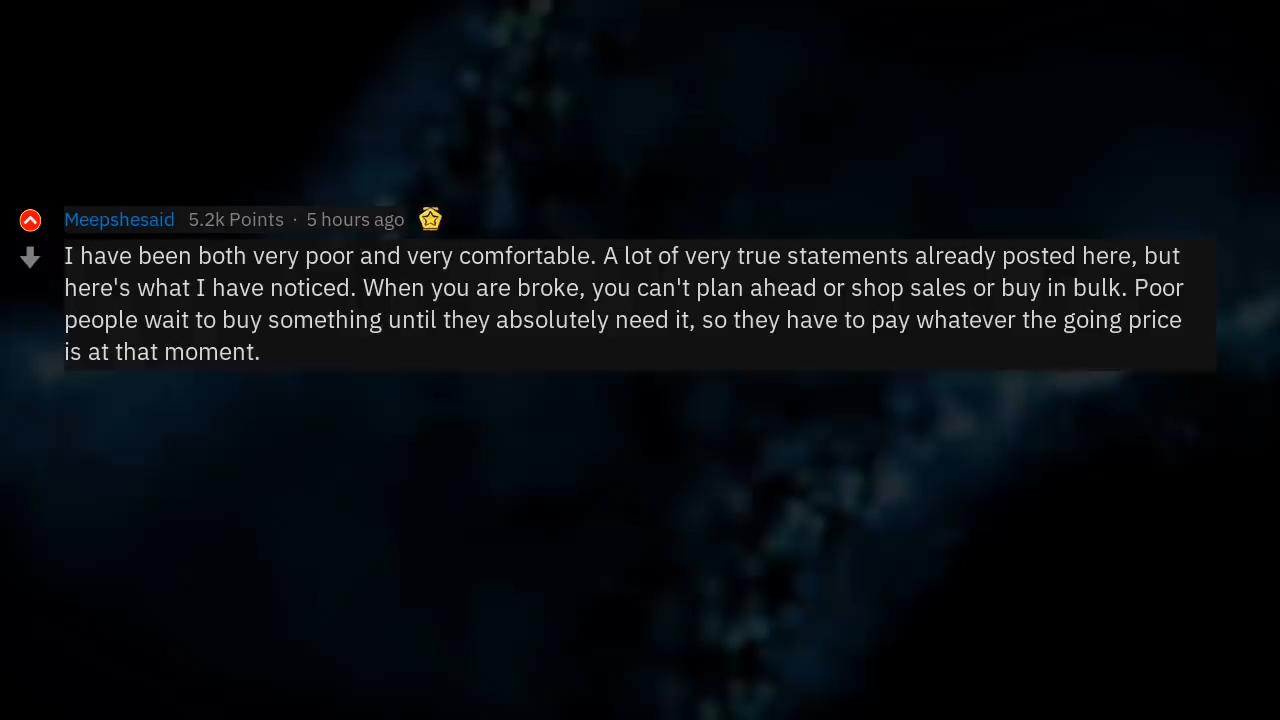 Meepshesaid 5.2k Points · 5 hours ago
I have been both very poor and very comfortable. A lot of very true statements already posted here, but
here's what I have noticed. When you are broke, you can't plan ahead or shop sales or buy in bulk. Poor
people wait to buy something until they absolutely need it, so they have to pay whatever the going price
is at that moment.